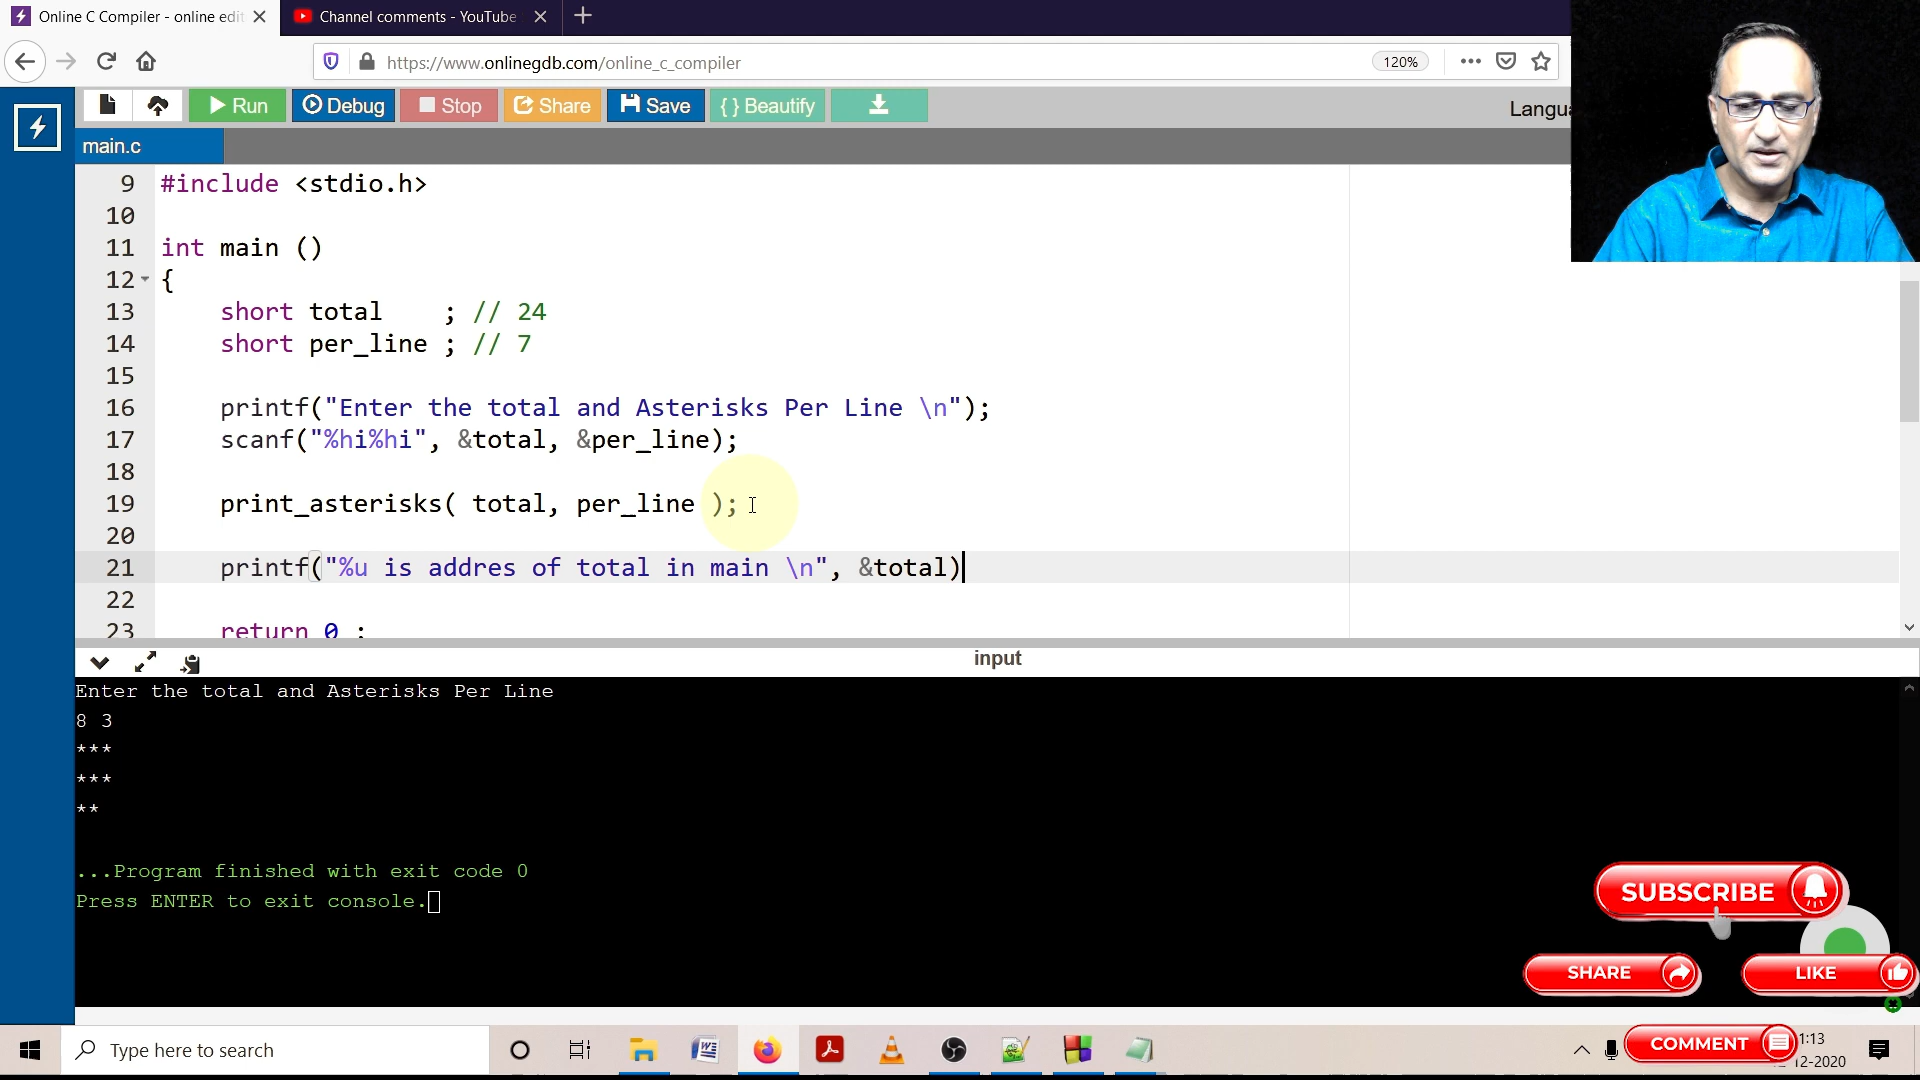 Online C Compiler - online edit
Channel comments - YouTube
https://www.onlinegdb.com/online_c_compiler
120%
Run
Debug
Stop
Share
Save
{ } Beautify
main.c
9 #include <stdio.h>
10
11 int main ()
12 {
13 short total ; // 24
14 short per_line ; // 7
15
16 printf("Enter the total and Asterisks Per Line \n");
17 scanf("%hi%hi", &total, &per_line);
18
19 print_asterisks( total, per_line );
20
21 printf("%u is addres of total in main \n", &total)
22
23 return 0 ;
input
Enter the total and Asterisks Per Line
8 3
***
***
**
...Program finished with exit code 0
Press ENTER to exit console.
SUBSCRIBE
SHARE
LIKE
Type here to search
COMMENT
1:13
12-2020